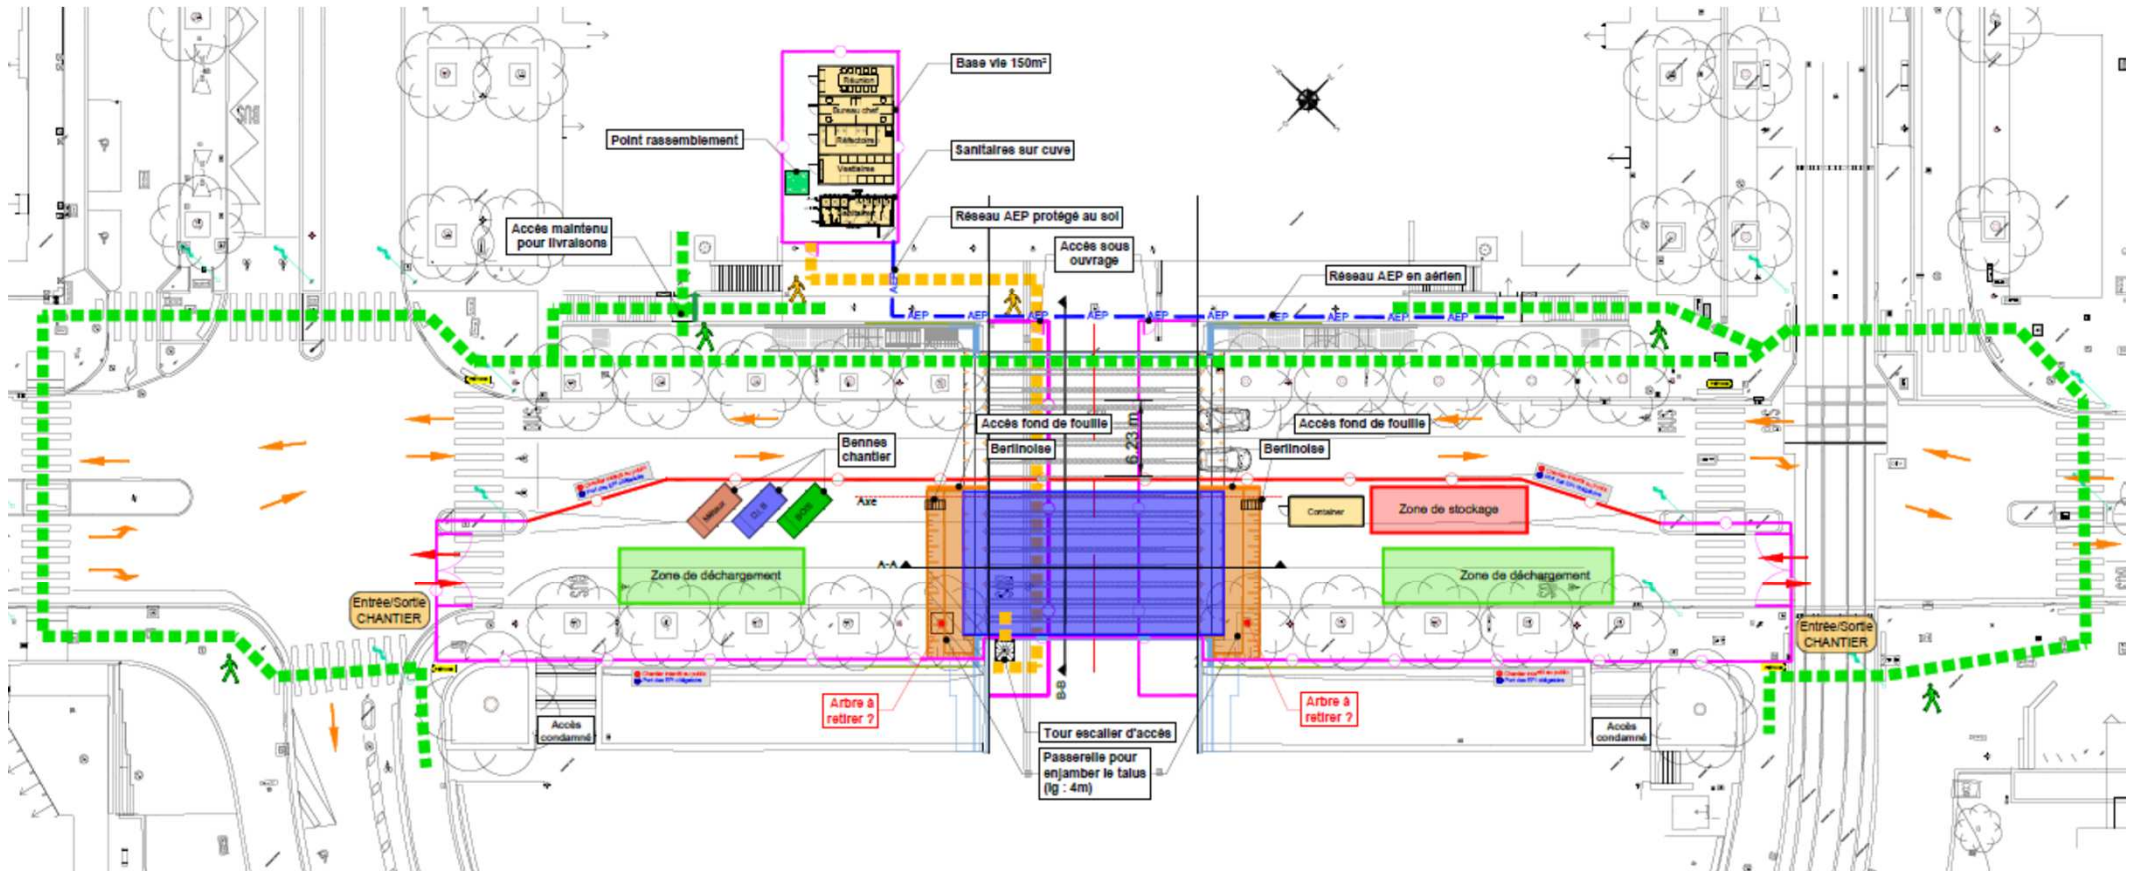 Base vie 150m²
Réunion
Bureau chef
Réfectoire
Vestiaire
Point rassemblement
Sanitaires sur cuve
Réseau AEP protégé au sol
Accès maintenu
pour livraisons
Accès sous
ouvrage
Réseau AEP en aérien
AEP
AEP
AEP
AEP
AEP
AEP
AEP
AEP
AEP
AEP
BUS
Accès fond de fouille
Accès fond de fouille
6.23 m
Bennes
chantier
Berlinoise
Berlinoise
Axe
D.I.B
BOIS
Container
Zone de stockage
A-A
Zone de déchargement
Zone de déchargement
Entrée/Sortie
CHANTIER
Entrée/Sortie
CHANTIER
B-B
Arbre à
retirer ?
Arbre à
retirer ?
Accès
condamné
Accès
condamné
Tour escalier d'accès
Passerelle pour
enjamber le talus
(lg : 4m)